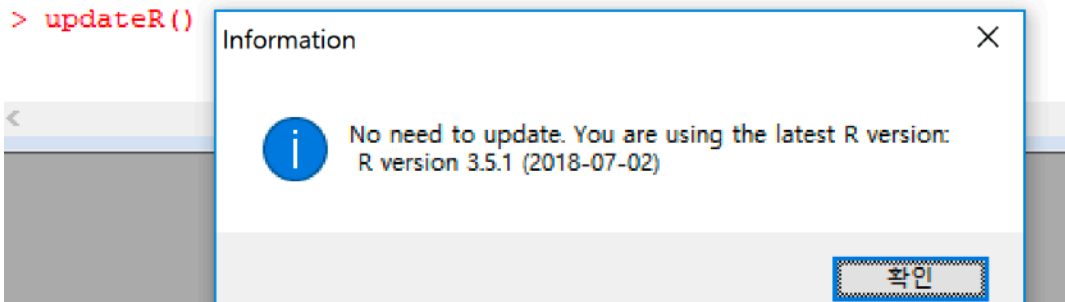 > updateR()
Information
No need to update. You are using the latest R version:
R version 3.5.1 (2018-07-02)
확인